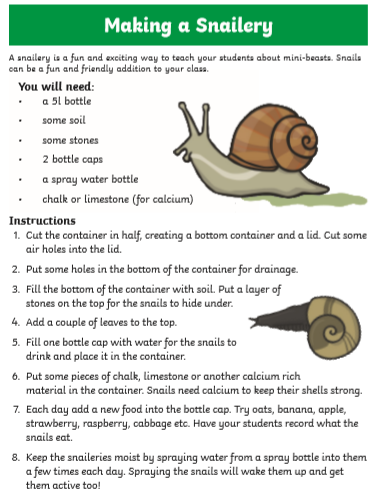 Making a Snailery
A snailery is a fun and exciting way to teach your students about mini-beasts. Snails
can be a fun and friendly addition to your class.
You will need:
• a 5l bottle
• some soil
• some stones
• 2 bottle caps
• a spray water bottle
• chalk or limestone (for calcium)
Instructions
1. Cut the container in half, creating a bottom container and a lid. Cut some
air holes into the lid.
2. Put some holes in the bottom of the container for drainage.
3. Fill the bottom of the container with soil. Put a layer of
stones on the top for the snails to hide under.
4. Add a couple of leaves to the top.
5. Fill one bottle cap with water for the snails to
drink and place it in the container.
6. Put some pieces of chalk, limestone or another calcium rich
material in the container. Snails need calcium to keep their shells strong.
7. Each day add a new food into the bottle cap. Try oats, banana, apple,
strawberry, raspberry, cabbage etc. Have your students record what the
snails eat.
8. Keep the snaileries moist by spraying water from a spray bottle into them
a few times each day. Spraying the snails will wake them up and get
them active too!